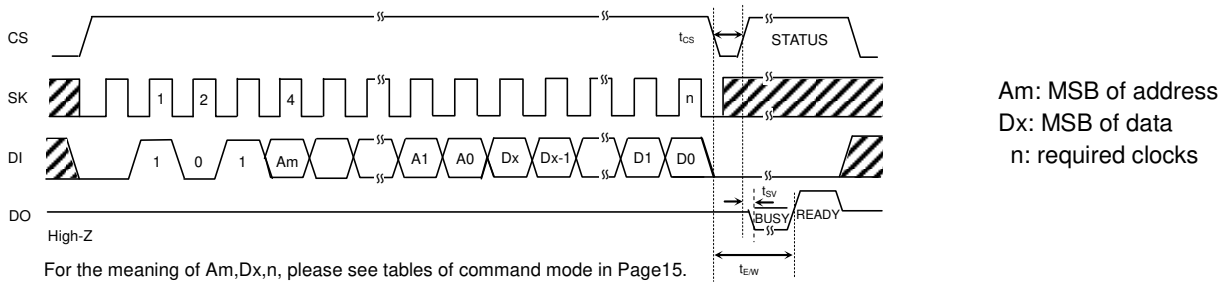 CS
tCS
STATUS
SK
1
2
4
n
Am: MSB of address
Dx: MSB of data
n: required clocks
DI
1
0
1
Am
A1
A0
Dx
Dx-1
D1
D0
tSV
DO
BUSY
READY
High-Z
For the meaning of Am,Dx,n, please see tables of command mode in Page15.
tE/W